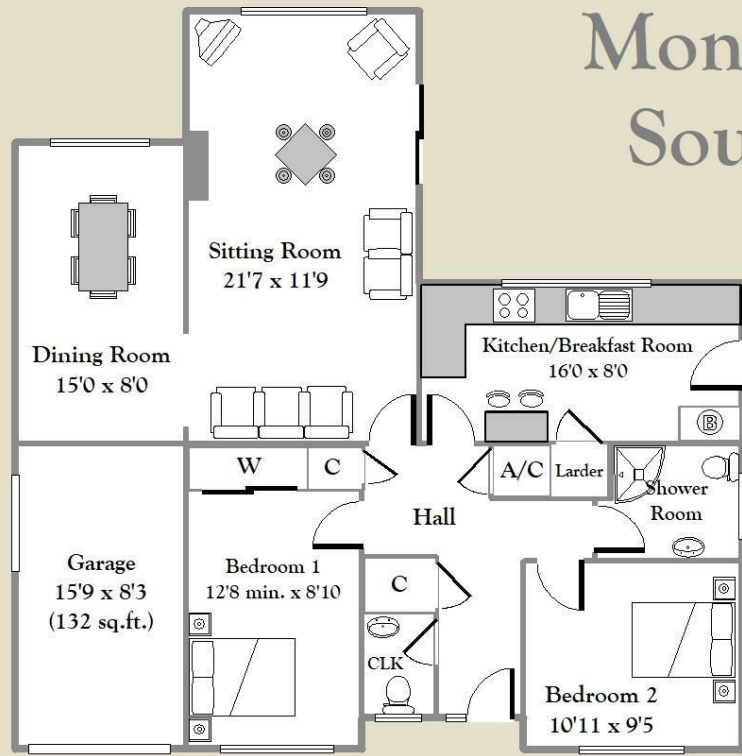 Mon
Sou
Sitting Room
21'7 x 11'9
Dining Room
15'0 x 8'0
Kitchen/Breakfast Room
16'0 x 8'0
B
W
C
A/C
Larder
Shower
Room
Hall
Garage
15'9 x 8'3
(132 sq.ft.)
Bedroom 1
12'8 min. x 8'10
C
CLK
Bedroom 2
10'11 x 9'5